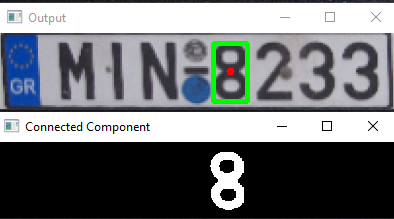 Output
GR MIN 8233
Connected Component
8